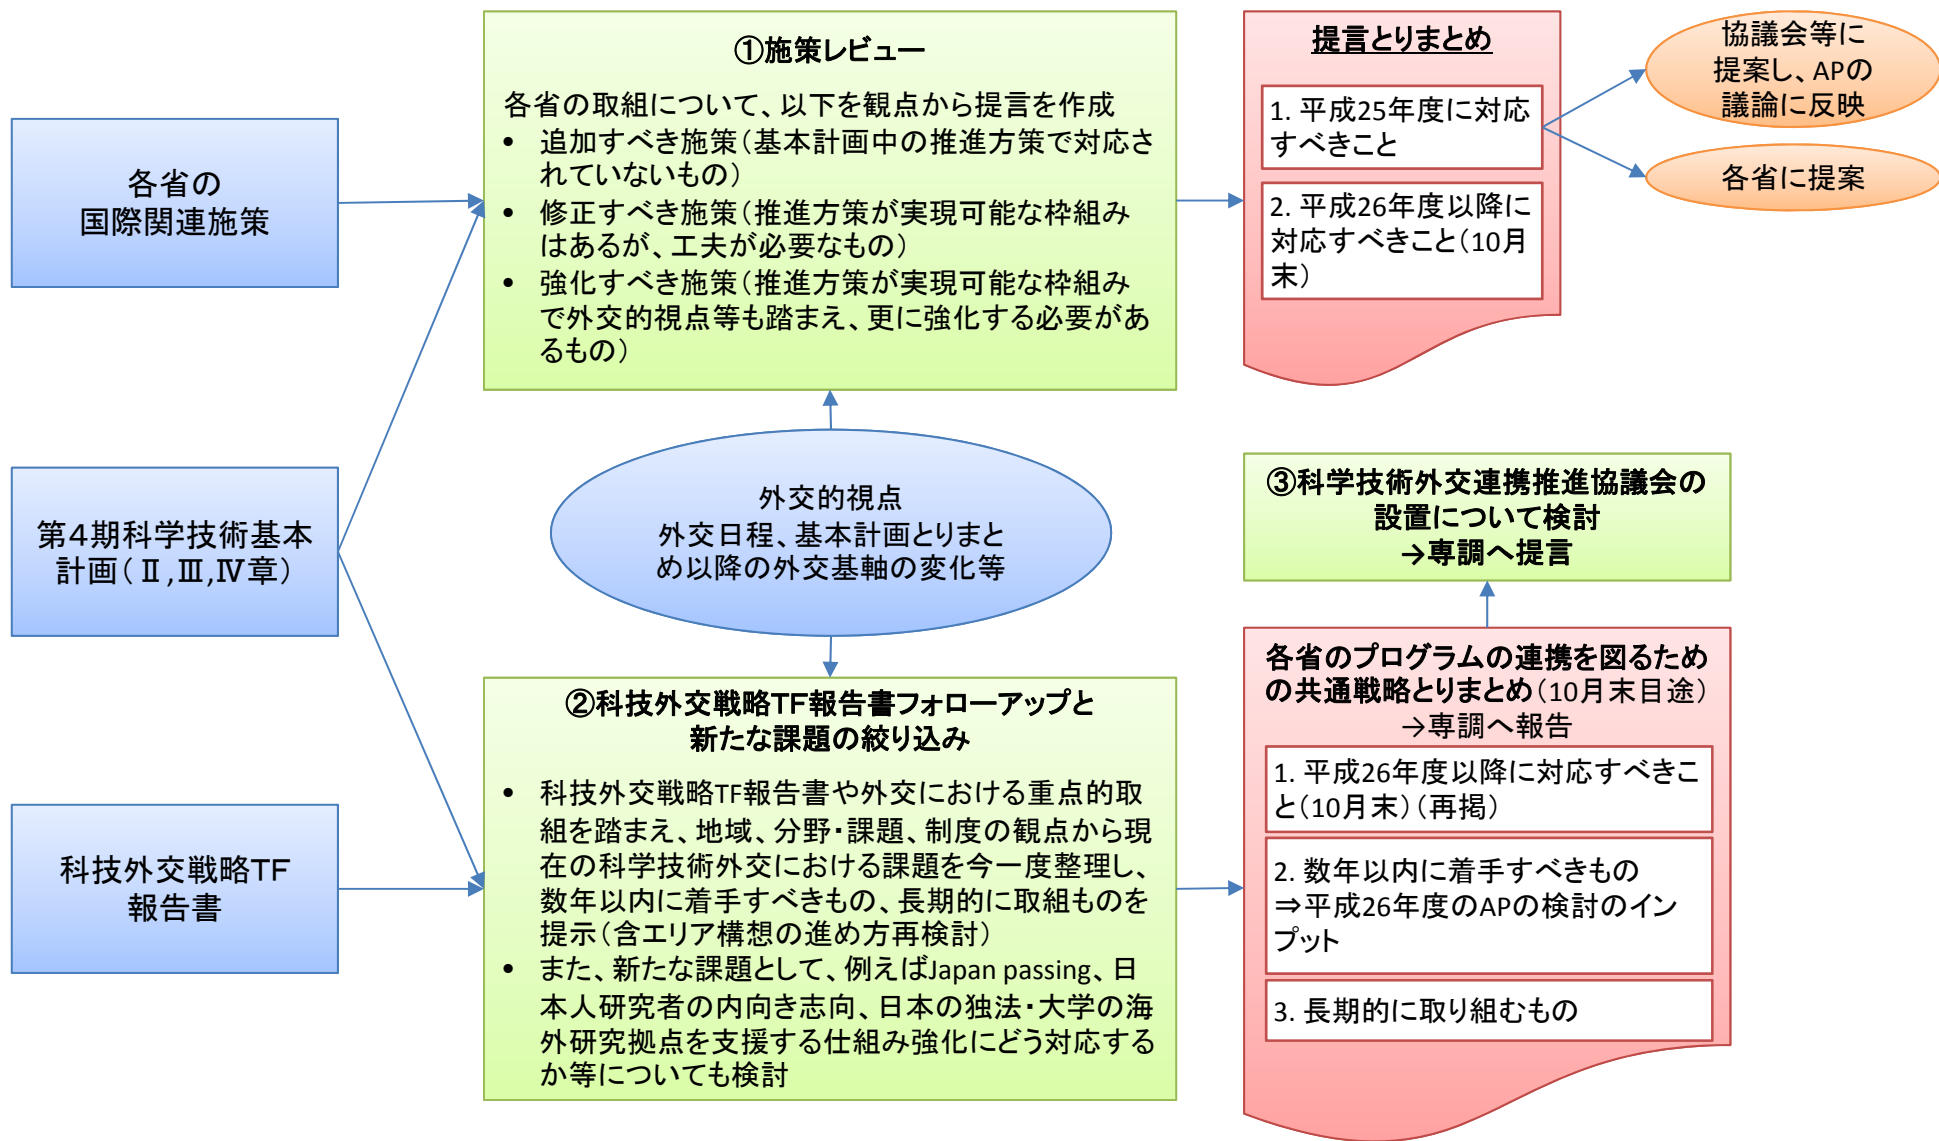 各省の
国際関連施策
第4期科学技術基本
計画(Ⅱ,Ⅲ,Ⅳ章)
科技外交戦略TF
報告書
①施策レビュー
各省の取組について、以下を観点から提言を作成
• 追加すべき施策(基本計画中の推進方策で対応さ
れていないもの)
• 修正すべき施策(推進方策が実現可能な枠組み
はあるが、工夫が必要なもの)
• 強化すべき施策(推進方策が実現可能な枠組み
で外交的視点等も踏まえ、更に強化する必要があ
るもの)
外交的視点
外交日程、基本計画とりまと
め以降の外交基軸の変化等
②科技外交戦略TF報告書フォローアップと
新たな課題の絞り込み
• 科技外交戦略TF報告書や外交における重点的取
組を踏まえ、地域、分野・課題、制度の観点から現
在の科学技術外交における課題を今一度整理し、
数年以内に着手すべきもの、長期的に取組ものを
提示(含エリア構想の進め方再検討)
• また、新たな課題として、例えばJapan passing、日
本人研究者の内向き志向、日本の独法・大学の海
外研究拠点を支援する仕組み強化にどう対応する
か等についても検討
提言とりまとめ
1. 平成25年度に対応
すべきこと
2. 平成26年度以降に
対応すべきこと(10月
末)
協議会等に
提案し、APの
議論に反映
各省に提案
③科学技術外交連携推進協議会の
設置について検討
→専調へ提言
各省のプログラムの連携を図るため
の共通戦略とりまとめ(10月末目途)
→専調へ報告
1. 平成26年度以降に対応すべきこ
と(10月末)(再掲)
2. 数年以内に着手すべきもの
⇒平成26年度のAPの検討のイン
プット
3. 長期的に取り組むもの